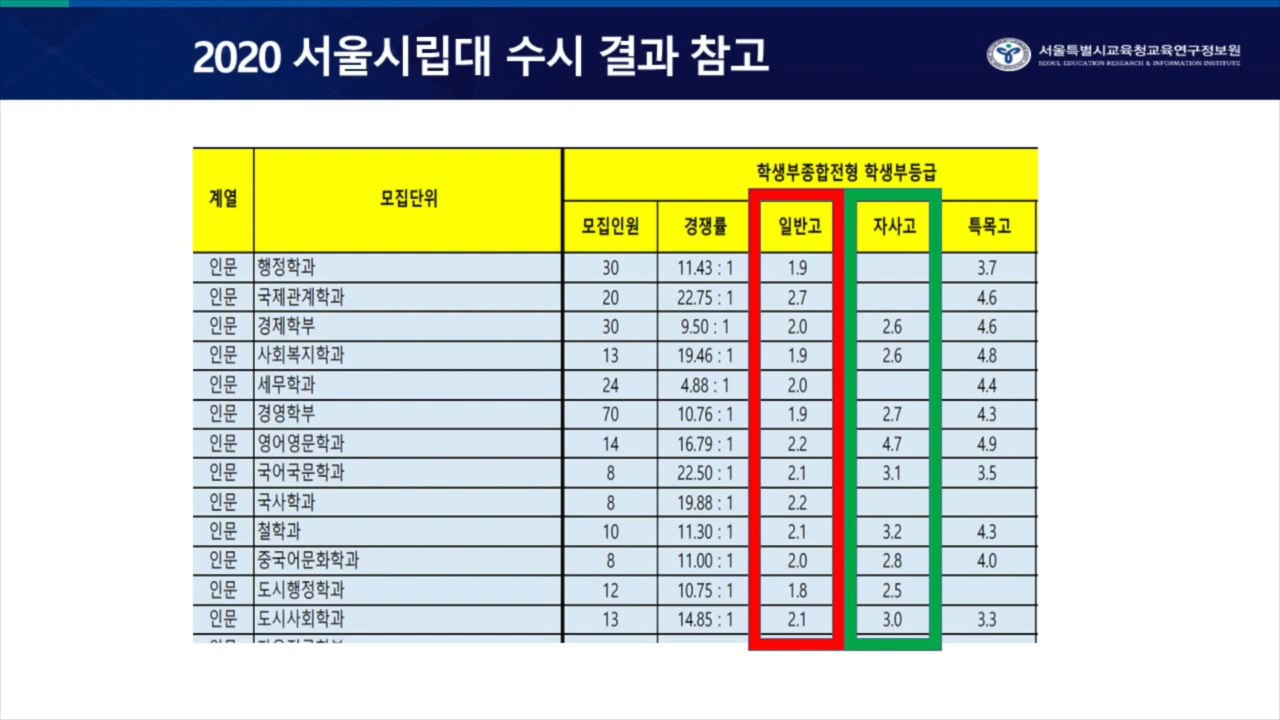 2020 서울시립대 수시 결과 참고
서울특별시교육청교육연구정보원
SEOUL EDUCATION RESEARCH & INFORMATION INSTITUTE
계열 모집단위 학생부종합전형 학생부등급
모집인원 경쟁률 일반고 자사고 특목고
인문 행정학과 30 11.43 : 1 1.9 3.7
인문 국제관계학과 20 22.75 : 1 2.7 4.6
인문 경제학부 30 9.50 : 1 2.0 2.6 4.6
인문 사회복지학과 13 19.46 : 1 1.9 2.6 4.8
인문 세무학과 24 4.88 : 1 2.0 4.4
인문 경영학부 70 10.76 : 1 1.9 2.7 4.3
인문 영어영문학과 14 16.79 : 1 2.2 4.7 4.9
인문 국어국문학과 8 22.50 : 1 2.1 3.1 3.5
인문 국사학과 8 19.88 : 1 2.2
인문 철학과 10 11.30 : 1 2.1 3.2 4.3
인문 중국어문화학과 8 11.00 : 1 2.0 2.8 4.0
인문 도시행정학과 12 10.75 : 1 1.8 2.5
인문 도시사회학과 13 14.85 : 1 2.1 3.0 3.3